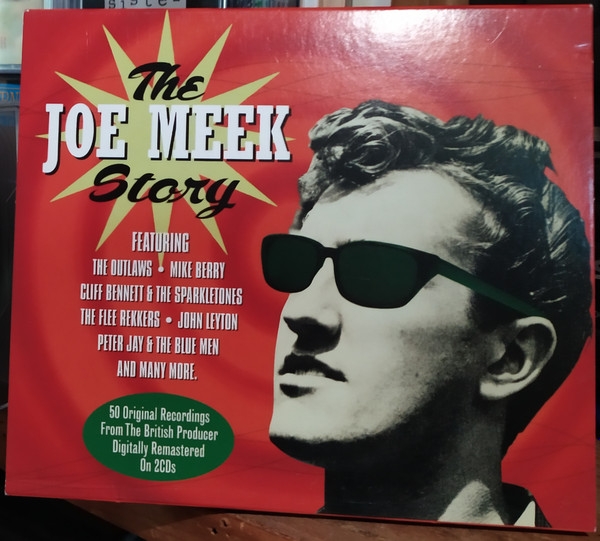 siste-
The
JOE MEEK
Story
FEATURING
THE OUTLAWS • MIKE BERRY
CLIFF BENNETT & THE SPARKLETONES
THE FLEE REKKERS • JOHN LEYTON
PETER JAY & THE BLUE MEN
AND MANY MORE.
50 Original Recordings
From The British Producer
Digitally Remastered
On 2CDs